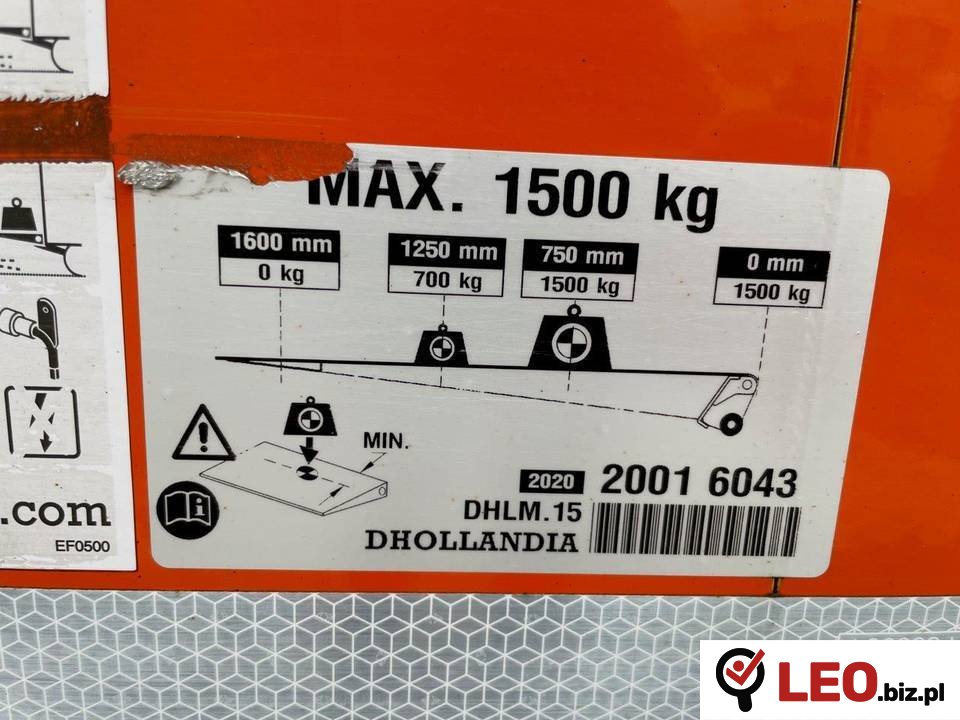 MAX. 1500 kg
1600 mm
0 kg
1250 mm
700 kg
750 mm
1500 kg
0 mm
1500 kg
MIN.
2020 2001 6043
DHLM.15
DHOLLANDIA
.com
EF0500
LEO.biz.pl